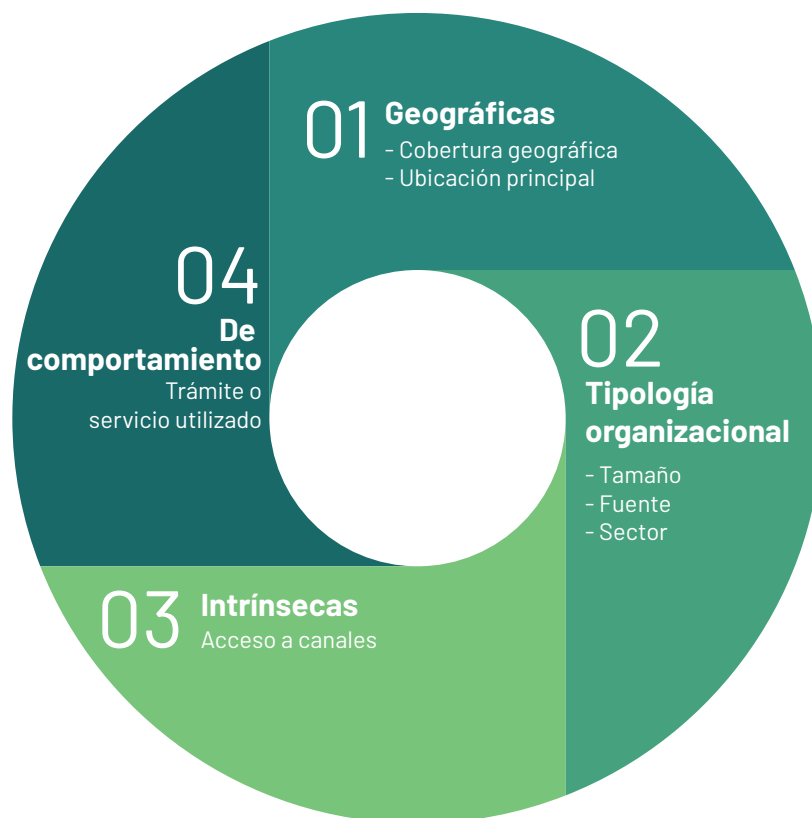 01
Geográficas
- Cobertura geográfica
- Ubicación principal
02
Tipología
organizacional
- Tamaño
- Fuente
- Sector
03
Intrínsecas
Acceso a canales
04
De
comportamiento
Trámite o
servicio utilizado